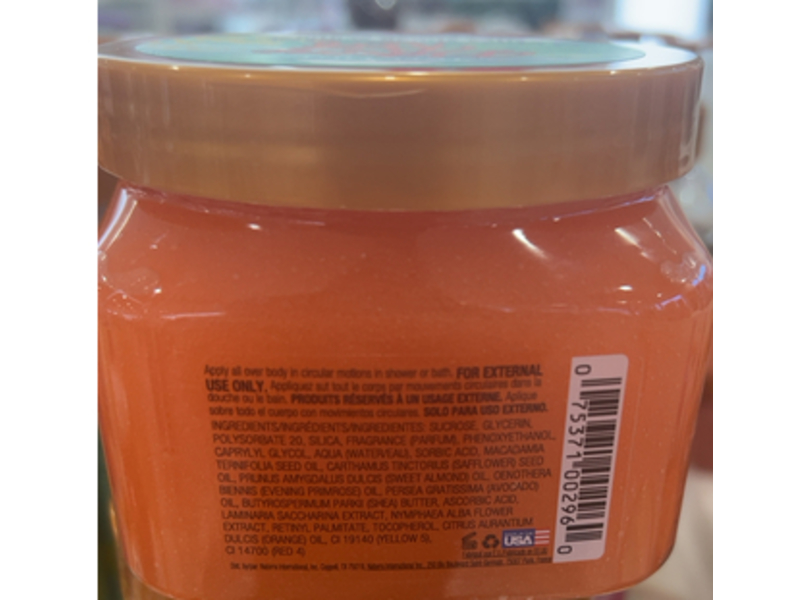 Apply all over body in circular motions in shower or bath. FOR EXTERNAL
USE ONLY. Appliquez sur tout le corps par mouvements circulaires dans la
douche ou le bain. PRODUITS RÉSERVÉS À UN USAGE EXTERNE. Aplique
sobre todo el cuerpo con movimientos circulares. SOLO PARA USO EXTERNO.
INGREDIENTS/INGRÉDIENTS/INGREDIENTES: SUCROSE, GLYCERIN,
POLYSORBATE 20, SILICA, FRAGRANCE (PARFUM), PHENOXYETHANOL,
CAPRYLYL GLYCOL, AQUA (WATER/EAU), SORBIC ACID, MACADAMIA
TERNIFOLIA SEED OIL, CARTHAMUS TINCTORIUS (SAFFLOWER) SEED
OIL, PRUNUS AMYGDALUS DULCIS (SWEET ALMOND) OIL, OENOTHERA
BIENNIS (EVENING PRIMROSE) OIL, PERSEA GRATISSIMA (AVOCADO)
OIL, BUTYROSPERMUM PARKII (SHEA) BUTTER, ASCORBIC ACID,
LAMINARIA SACCHARINA EXTRACT, NYMPHAEA ALBA FLOWER
EXTRACT, RETINYL PALMITATE, TOCOPHEROL, CITRUS AURANTIUM
DULCIS (ORANGE) OIL, CI 19140 (YELLOW 5),
CI 14700 (RED 4)
USA
0 75371 00296 0